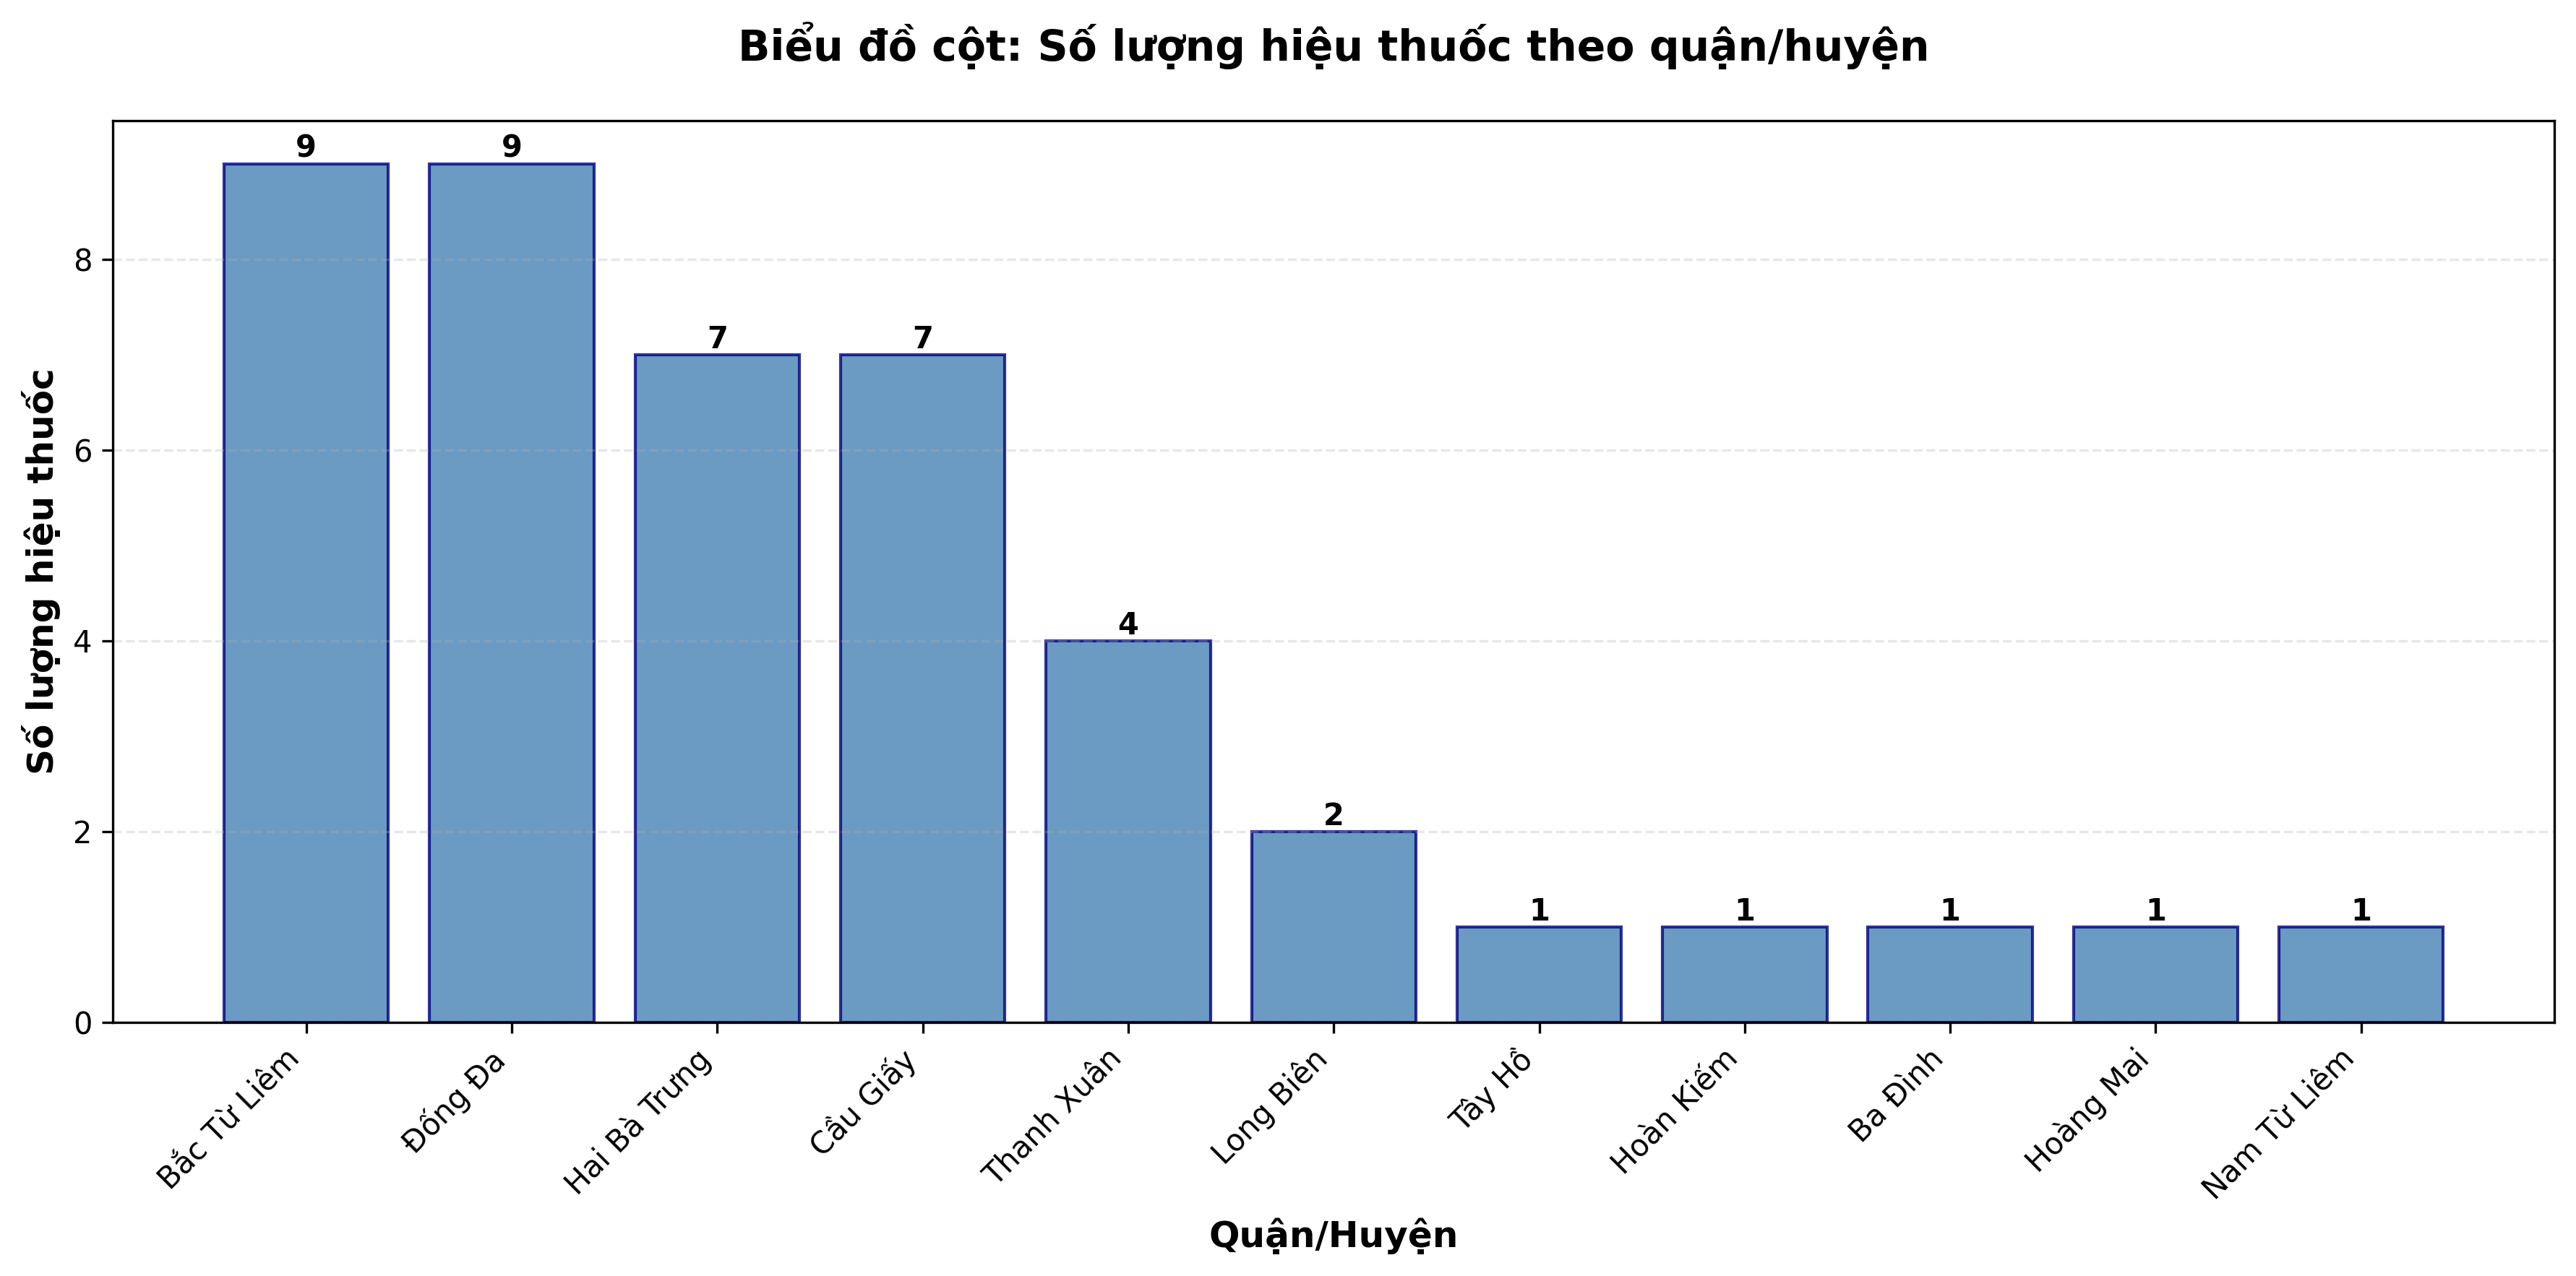 Biểu đồ cột: Số lượng hiệu thuốc theo quận/huyện
Số lượng hiệu thuốc
8
6
4
2
0
9
9
7
7
4
2
1
1
1
1
1
Bắc Từ Liêm
Đống Đa
Hai Bà Trưng
Cầu Giấy
Thanh Xuân
Long Biên
Tây Hồ
Hoàn Kiếm
Ba Đình
Hoàng Mai
Nam Từ Liêm
Quận/Huyện